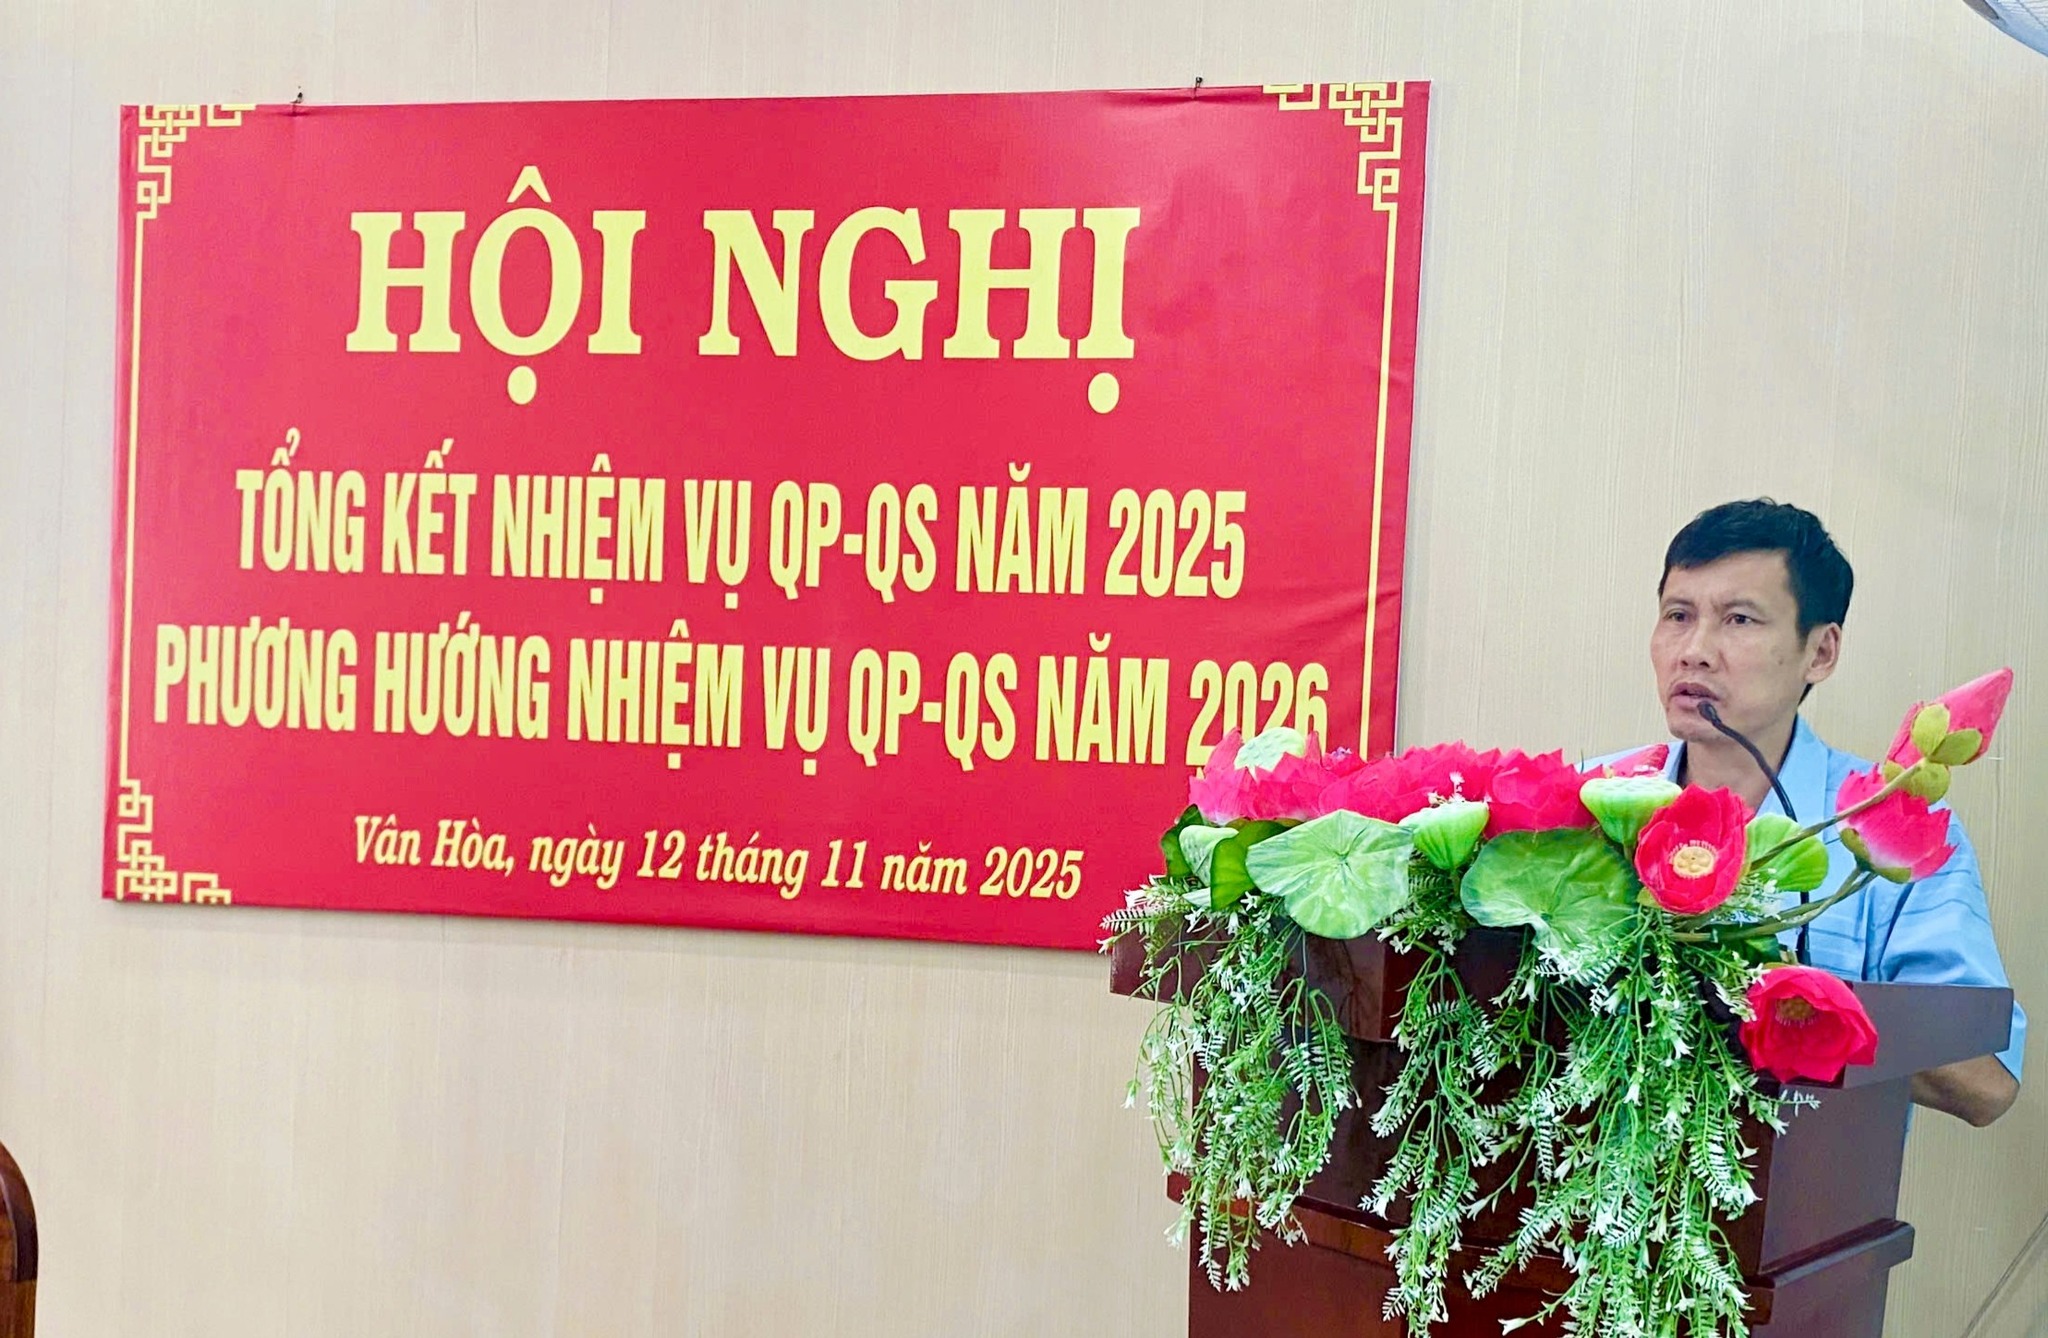 HỘI NGHỊ
TỔNG KẾT NHIỆM VỤ QP-QS NĂM 2025
PHƯƠNG HƯỚNG NHIỆM VỤ QP-QS NĂM 2026
Vân Hòa, ngày 12 tháng 11 năm 2025